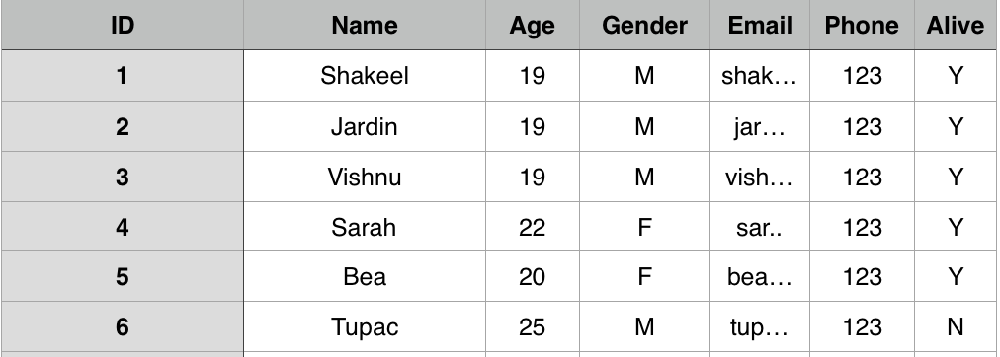 ID Name Age Gender Email Phone Alive
1 Shakeel 19 M shak… 123 Y
2 Jardin 19 M jar… 123 Y
3 Vishnu 19 M vish… 123 Y
4 Sarah 22 F sar.. 123 Y
5 Bea 20 F bea… 123 Y
6 Tupac 25 M tup… 123 N